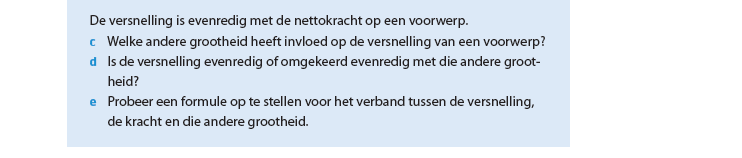 De versnelling is evenredig met de nettokracht op een voorwerp.
c Welke andere grootheid heeft invloed op de versnelling van een voorwerp?
d Is de versnelling evenredig of omgekeerd evenredig met die andere groot-
heid?
e Probeer een formule op te stellen voor het verband tussen de versnelling,
de kracht en die andere grootheid.